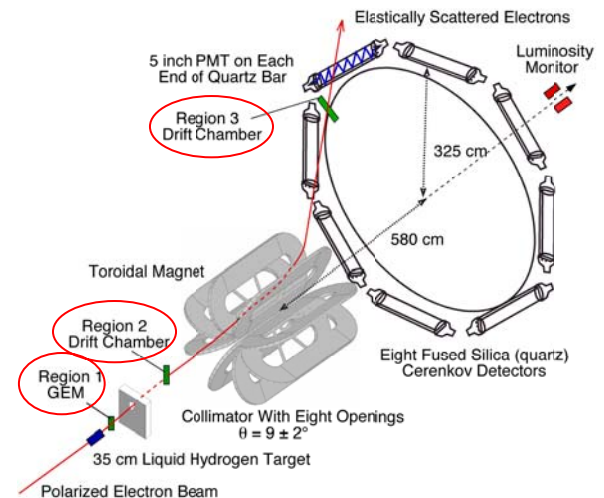 Elastically Scattered Electrons
5 inch PMT on Each
End of Quartz Bar
Luminosity
Monitor
Region 3
Drift Chamber
325 cm
580 cm
Toroidal Magnet
Region 2
Drift Chamber
Eight Fused Silica (quartz)
Cerenkov Detectors
Region 1
GEM
Collimator With Eight Openings
θ = 9 ± 2°
35 cm Liquid Hydrogen Target
Polarized Electron Beam